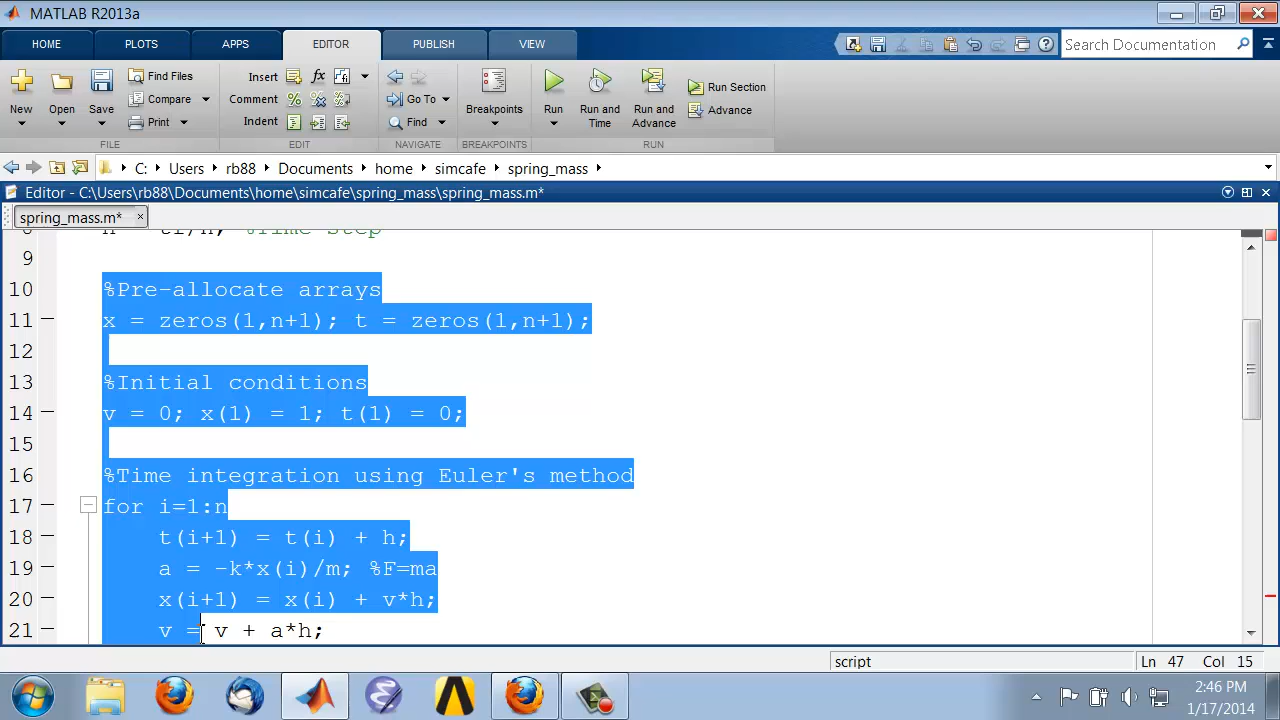 MATLAB R2013a
HOME PLOTS APPS EDITOR PUBLISH VIEW
Search Documentation
New Open Save Find Files Compare Print
Insert fx Comment Indent
Go To Find
Breakpoints
Run Run and Time Run and Advance Run Section Advance
FILE EDIT NAVIGATE BREAKPOINTS RUN
C: Users rb88 Documents home simcafe spring_mass
Editor - C:\Users\rb88\Documents\home\simcafe\spring_mass\spring_mass.m*
spring_mass.m*
9
10 %Pre-allocate arrays
11 x = zeros(1,n+1); t = zeros(1,n+1);
12
13 %Initial conditions
14 v = 0; x(1) = 1; t(1) = 0;
15
16 %Time integration using Euler's method
17 for i=1:n
18 t(i+1) = t(i) + h;
19 a = -k*x(i)/m; %F=ma
20 x(i+1) = x(i) + v*h;
21 v = v + a*h;
script Ln 47 Col 15
2:46 PM
1/17/2014